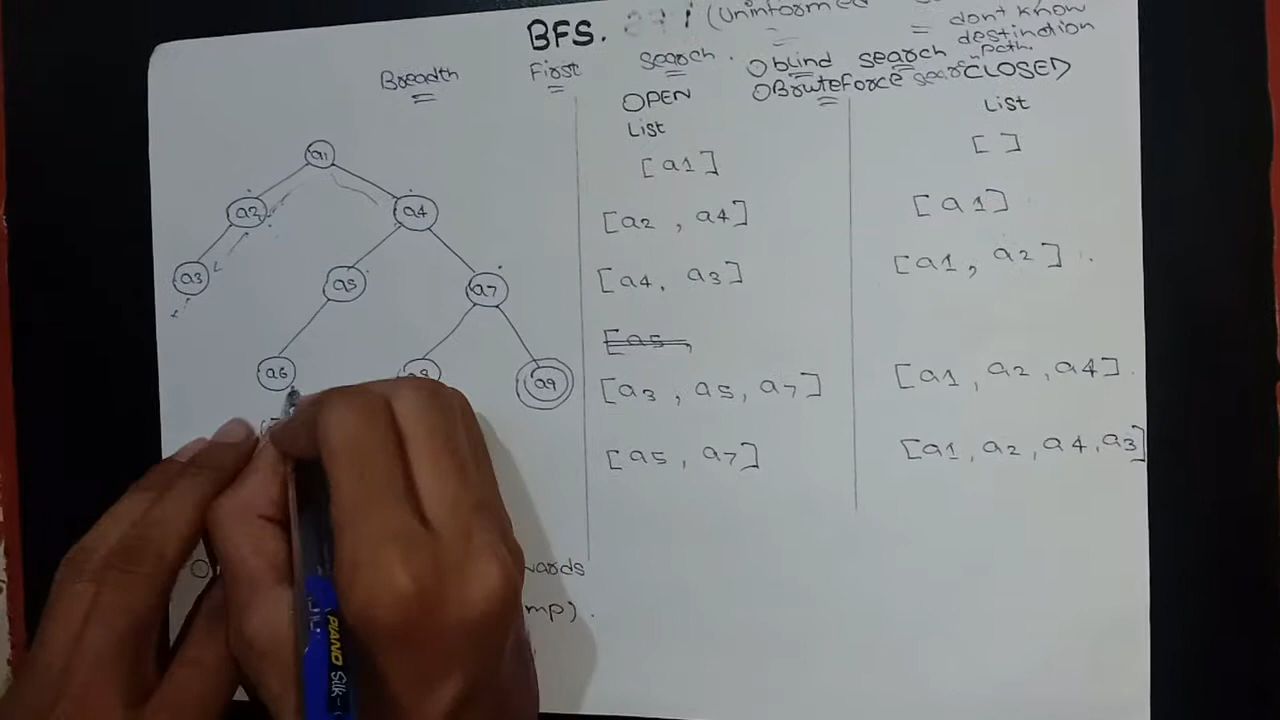 BFS. (Uninformed
= don't know
destination
path.
Breadth First Search. O blind search
O Bruteforce search
OPEN
List
CLOSED
List
a1
a2
a4
a3
a5
a7
a6
a9
[a1]
[ ]
[a2, a4]
[a1]
[a4, a3]
[a1, a2].
[a5,
[a3, a5, a7]
[a1, a2, a4].
[a5, a7]
[a1, a2, a4, a3]
wards
mp).
PIANO Silk-